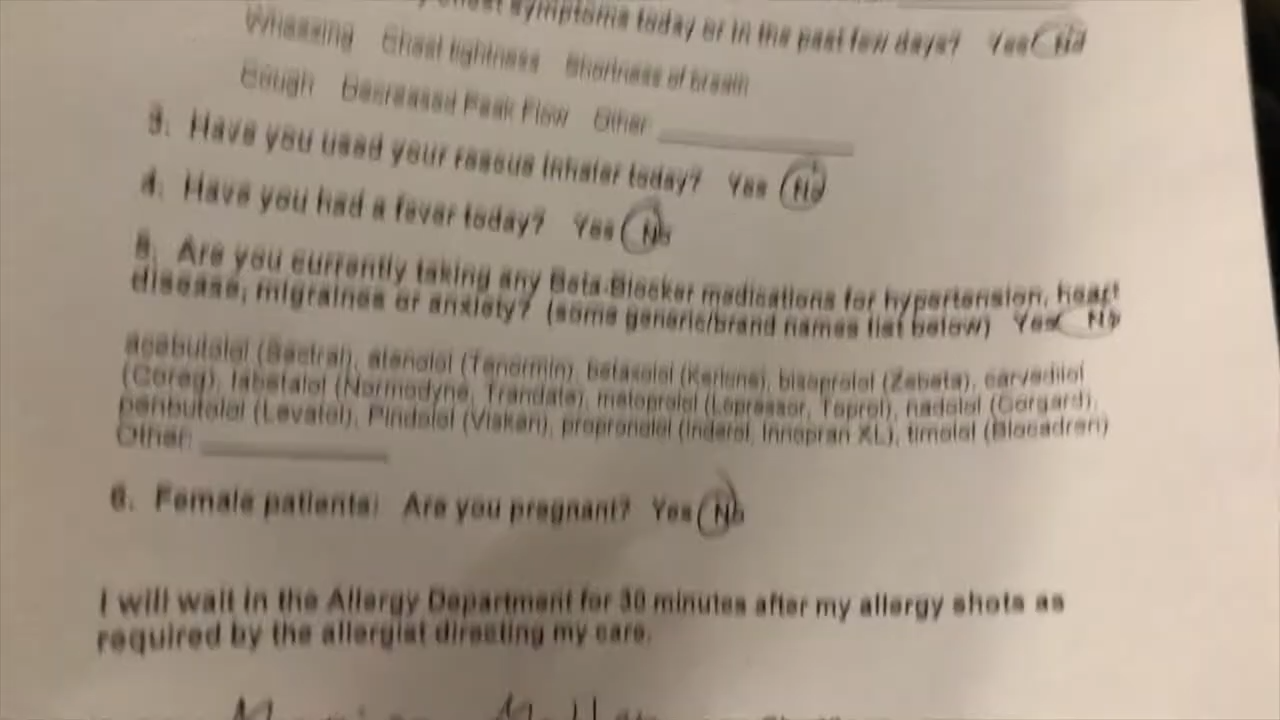 chest symptoms today or in the past few days? Yes No
Wheezing Chest tightness Shortness of breath
Cough Decreased Peak Flow Other
3. Have you used your rescue inhaler today? Yes No
4. Have you had a fever today? Yes No
5. Are you currently taking any Beta-Blocker medications for hypertension, heart
disease, migraines or anxiety? (some generic/brand names list below) Yes No
acebutolol (Sectral), atenolol (Tenormin), betaxolol (Kerlone), bisoprolol (Zebeta), carvedilol
(Coreg), labetalol (Normodyne, Trandate), metoprolol (Lopressor, Toprol), nadolol (Corgard),
penbutolol (Levatol), Pindolol (Visken), propronolol (Inderol, Innopran XL), timolol (Blocadren)
Other:
6. Female patients: Are you pregnant? Yes No
I will wait in the Allergy Department for 30 minutes after my allergy shots as
required by the allergist directing my care.